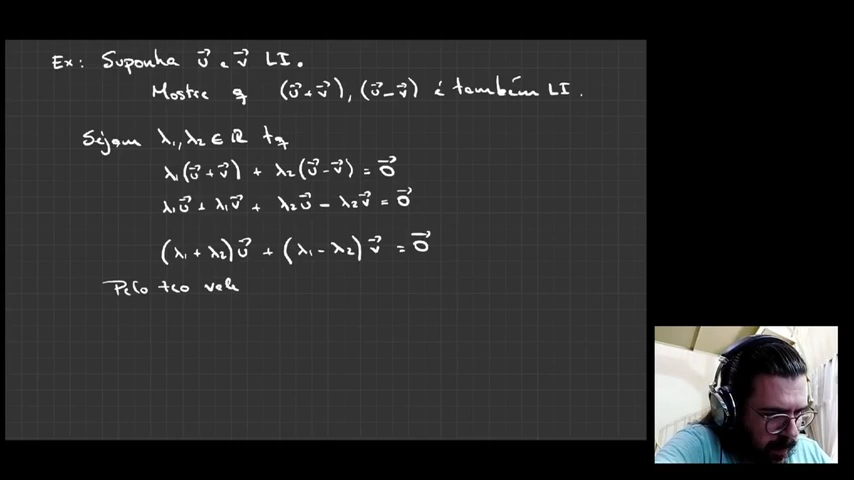 Ex: Suponha u⃗ e v⃗ LI.
Mostre q (u⃗+v⃗), (u⃗-v⃗) é também LI.
Sejam λ₁, λ₂ ∈ ℝ tq
λ₁(u⃗+v⃗) + λ₂(u⃗-v⃗) = 0⃗
λ₁u⃗ + λ₁v⃗ + λ₂u⃗ - λ₂v⃗ = 0⃗
(λ₁ + λ₂)u⃗ + (λ₁ - λ₂)v⃗ = 0⃗
Pelo teo vale